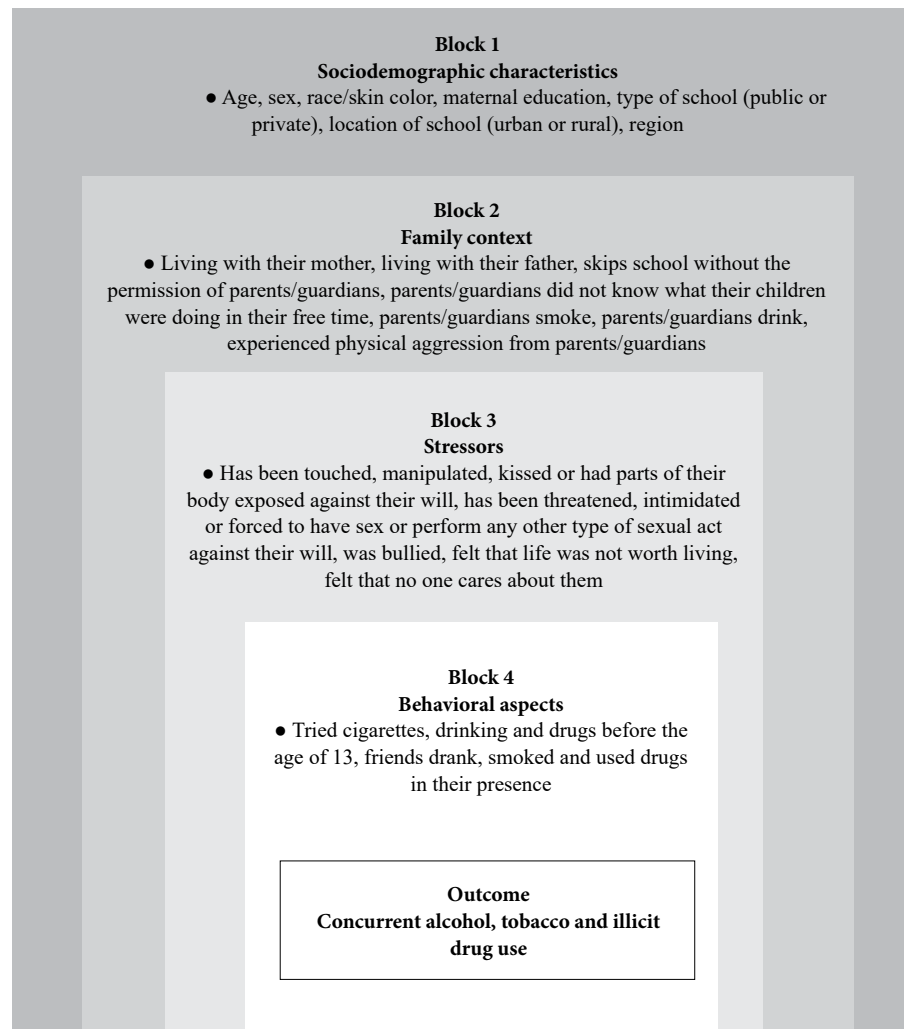 Block 1
Sociodemographic characteristics
● Age, sex, race/skin color, maternal education, type of school (public or
private), location of school (urban or rural), region
Block 2
Family context
● Living with their mother, living with their father, skips school without the
permission of parents/guardians, parents/guardians did not know what their children
were doing in their free time, parents/guardians smoke, parents/guardians drink,
experienced physical aggression from parents/guardians
Block 3
Stressors
● Has been touched, manipulated, kissed or had parts of their
body exposed against their will, has been threatened, intimidated
or forced to have sex or perform any other type of sexual act
against their will, was bullied, felt that life was not worth living,
felt that no one cares about them
Block 4
Behavioral aspects
● Tried cigarettes, drinking and drugs before the
age of 13, friends drank, smoked and used drugs
in their presence
Outcome
Concurrent alcohol, tobacco and illicit
drug use